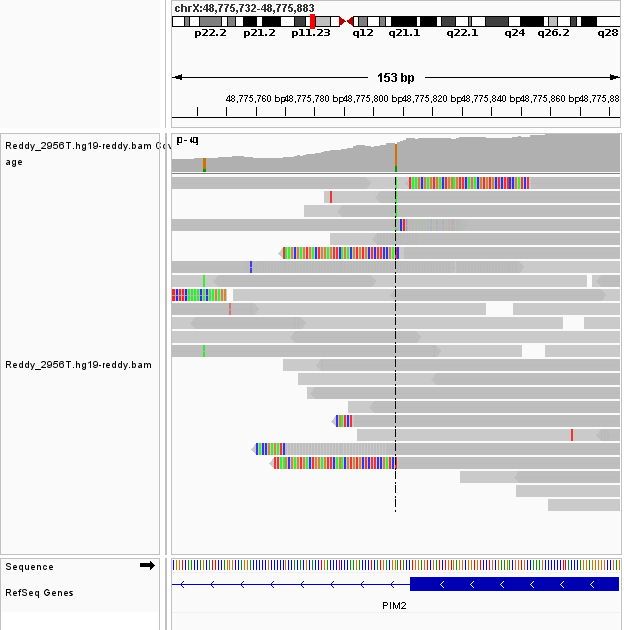 chrX:48,775,732-48,775,883
p22.2 p21.2 p11.23 q12 q21.1 q22.1 q24 q26.2 q28
153 bp
48,775,760 bp 48,775,780 bp 48,775,800 bp 48,775,820 bp 48,775,840 bp 48,775,860 bp 48,775,88
Reddy_2956T.hg19-reddy.bam Cov
age
Reddy_2956T.hg19-reddy.bam
Sequence
RefSeq Genes
PIM2